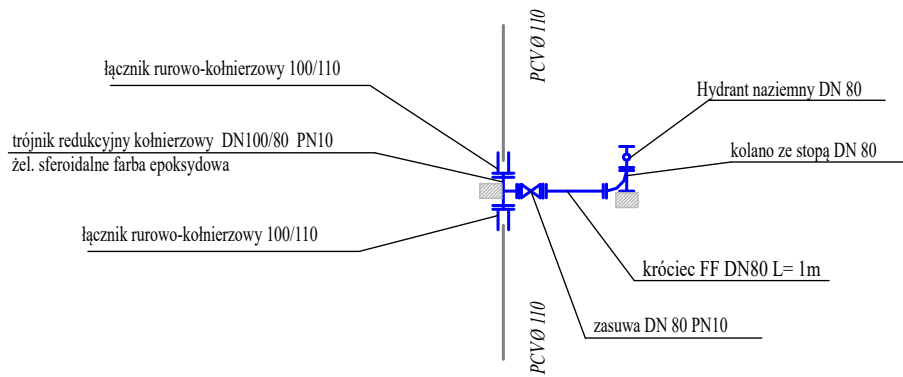 PCV Ø 110
łącznik rurowo-kołnierzowy 100/110
Hydrant naziemny DN 80
trójnik redukcyjny kołnierzowy DN100/80 PN10
żel. sferoidalne farba epoksydowa
kolano ze stopą DN 80
łącznik rurowo-kołnierzowy 100/110
króciec FF DN80 L= 1m
zasuwa DN 80 PN10
PCV Ø 110